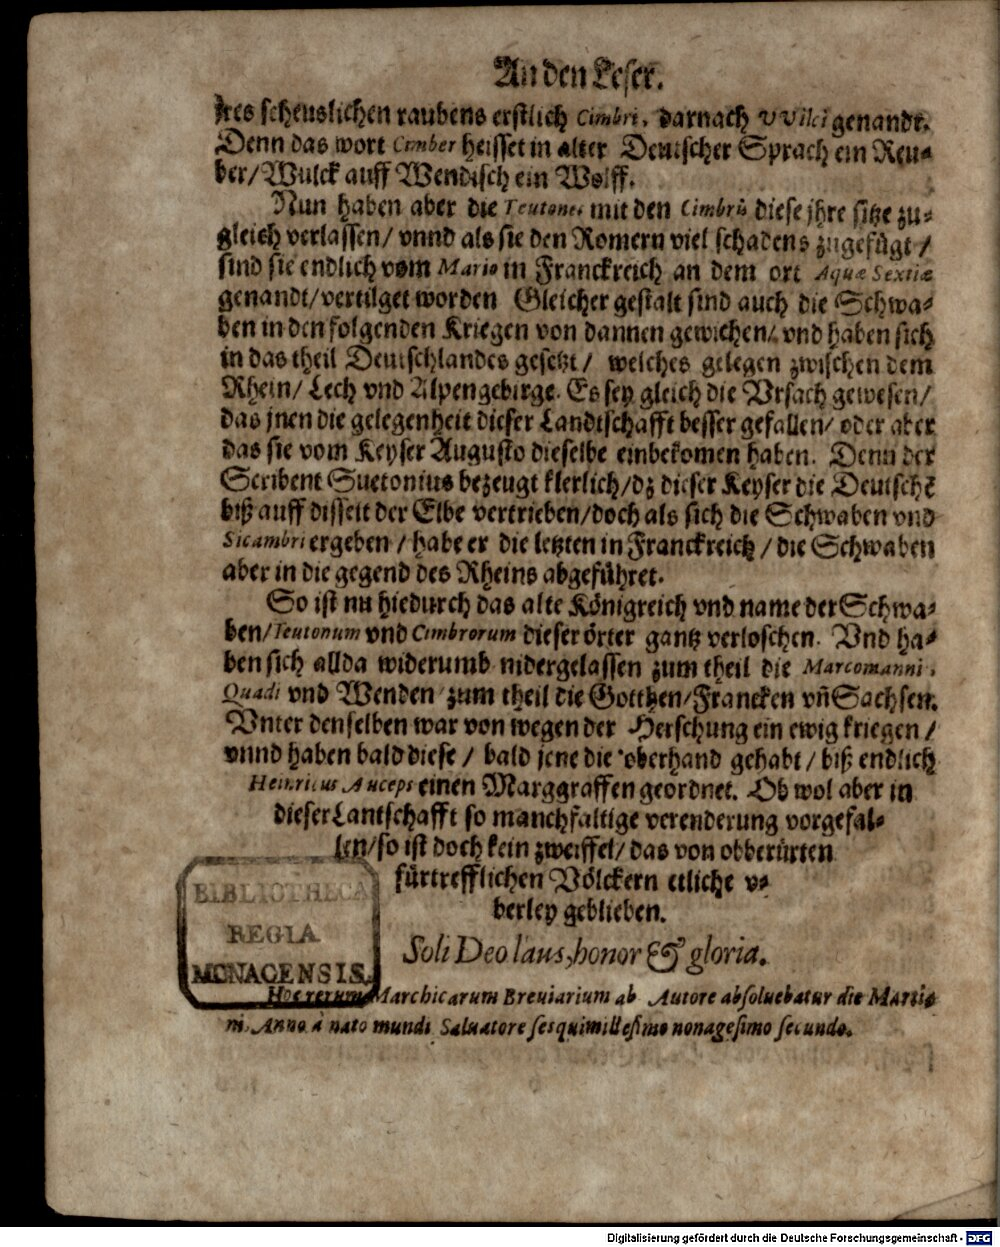 An den Leser.
res scheuslichen raubens erstlich Cimbri, darnach VVilci genandt.
Denn das wort Cimber heisset in alter Deutscher Sprach ein Reu-
ber/ Wulck auff Wendisch ein Wolff.
Nun haben aber die Teutones mit den Cimbris diese jhre sitze zu-
gleich verlassen/ vnnd als sie den Romern viel schadens zugefügt /
sind sie endlich vom Mario in Franckreich an dem ort Aquæ Sextiæ
genandt/ vertilget worden Gleicher gestalt sind auch die Schwa-
ben in den folgenden Kriegen von dannen gewichen/ vnd haben sich
in das theil Deutschlandes gesetzt / welches gelegen zwischen dem
Rhein/ Lech vnd Alpengebirge. Es sey gleich die Vrsach gewesen/
das jnen die gelegenheit dieser Landtschafft besser gefallen/ oder aber
das sie vom Keyser Augusto dieselbe einbekomen haben. Denn der
Scribent Suetonius bezeugt klerlich/ dz dieser Keyser die Deutschē
biß auff disseit der Elbe vertrieben/ doch als sich die Schwaben vnd
Sicambri ergeben / habe er die letzten in Franckreich / die Schwaben
aber in die gegend des Rheins abgeführet.
So ist nu hiedurch das alte Königreich vnd name der Schwa-
ben/ Teutonum vnd Cimbrorum dieser örter gantz verloschen. Vnd ha-
ben sich allda widerumb nidergelassen zum theil die Marcomanni,
Quadi vnd Wenden zum theil die Gotthen/ Francken vñ Sachsen.
Vnter denselben war von wegen der Herschung ein ewig kriegen /
vnnd haben bald diese / bald jene die oberhand gehabt / biß endlich
Heinricus Auceps einen Marggraffen geordnet. Ob wol aber in
dieser Lantschafft so manchfaltige verenderung vorgefal-
len/ so ist doch kein zweiffel/ das von obberürten
fürtrefflichen Völckern etliche v-
berley geblieben.
Soli Deo laus, honor & gloria.
Hoc rerum Marchicarum Breuiarium ab Autore absoluebatur die Martii
m. Anno à nato mundi Saluatore sesquimillesimo nonagesimo secundo.
BIBLIOTHECA
REGIA
MONACENSIS.
Digitalisierung gefördert durch die Deutsche Forschungsgemeinschaft - DFG